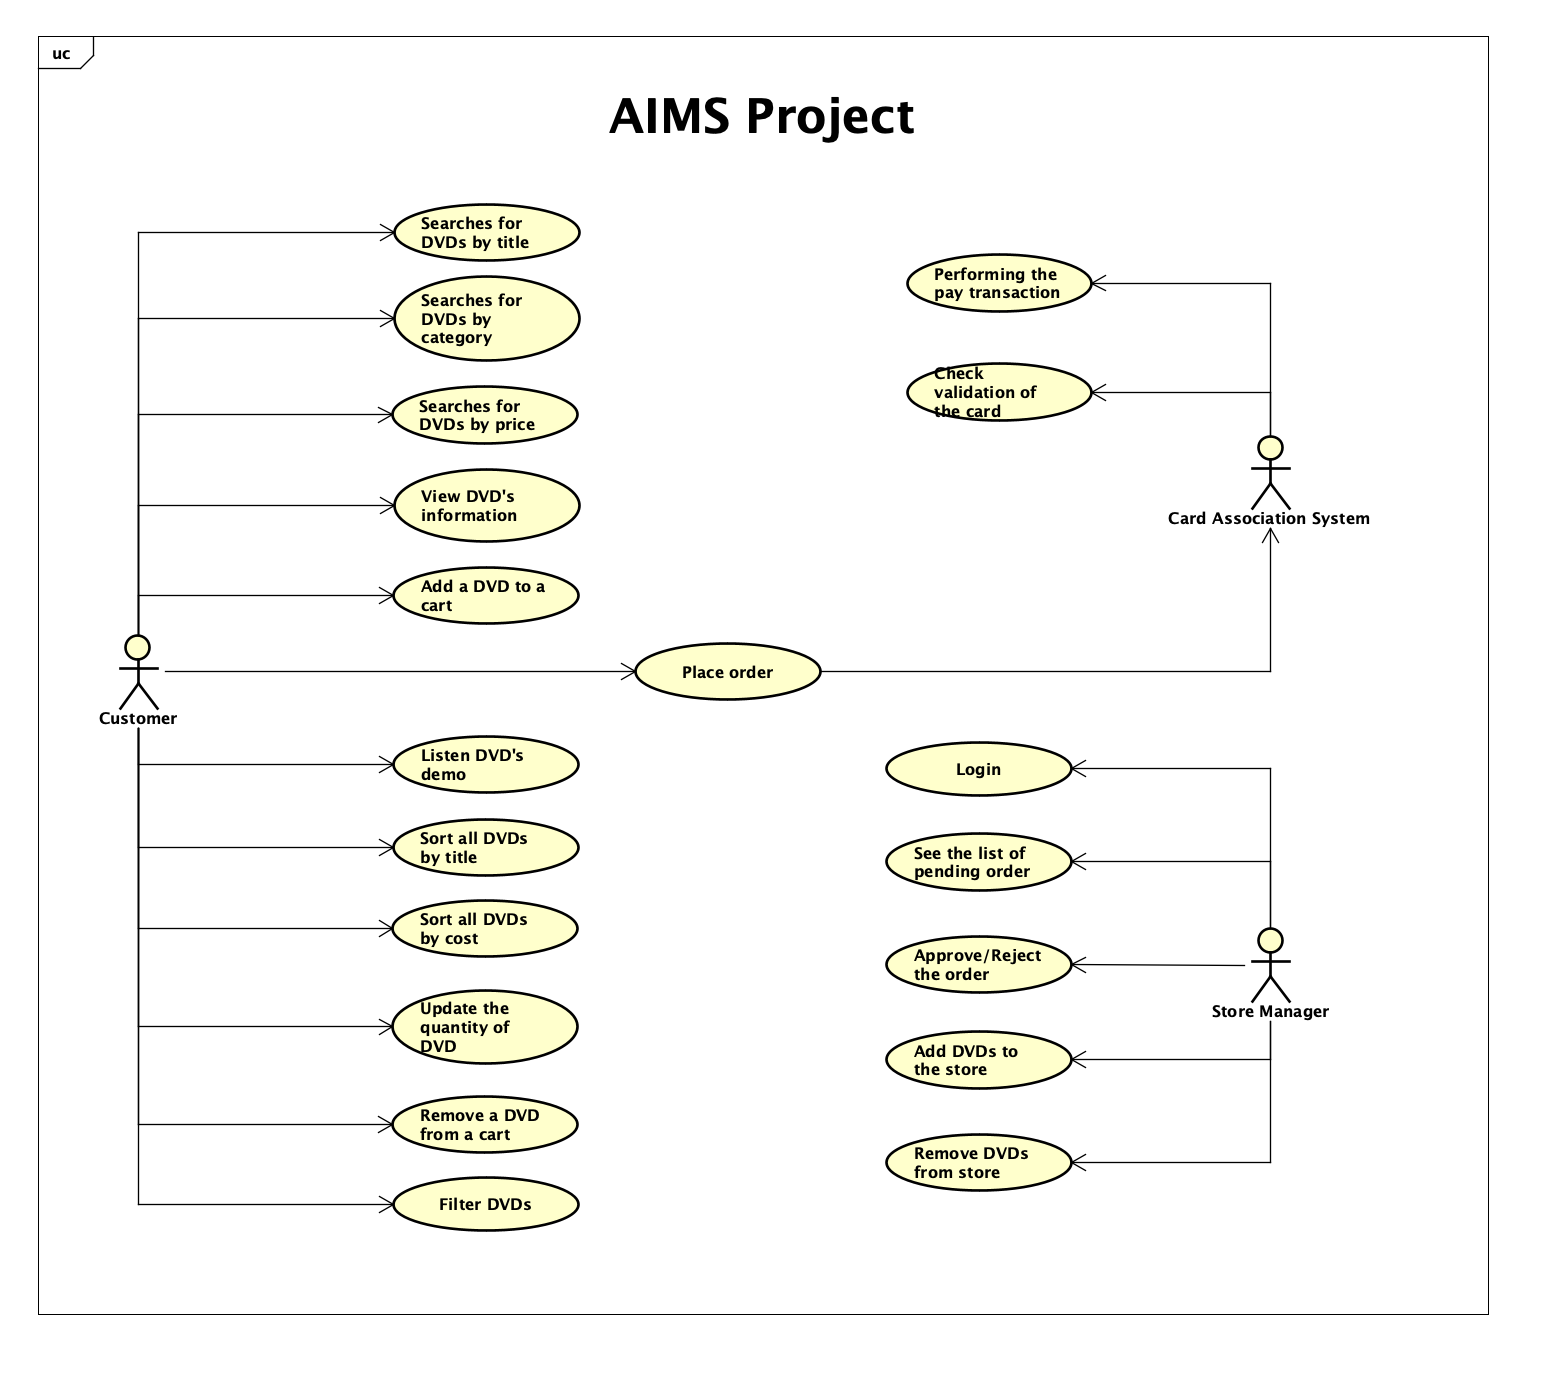 uc
AIMS Project
Searches for
DVDs by title
Searches for
DVDs by
category
Searches for
DVDs by price
View DVD's
information
Add a DVD to a
cart
Customer
Place order
Listen DVD's
demo
Sort all DVDs
by title
Sort all DVDs
by cost
Update the
quantity of
DVD
Remove a DVD
from a cart
Filter DVDs
Performing the
pay transaction
Check
validation of
the card
Card Association System
Login
See the list of
pending order
Approve/Reject
the order
Store Manager
Add DVDs to
the store
Remove DVDs
from store